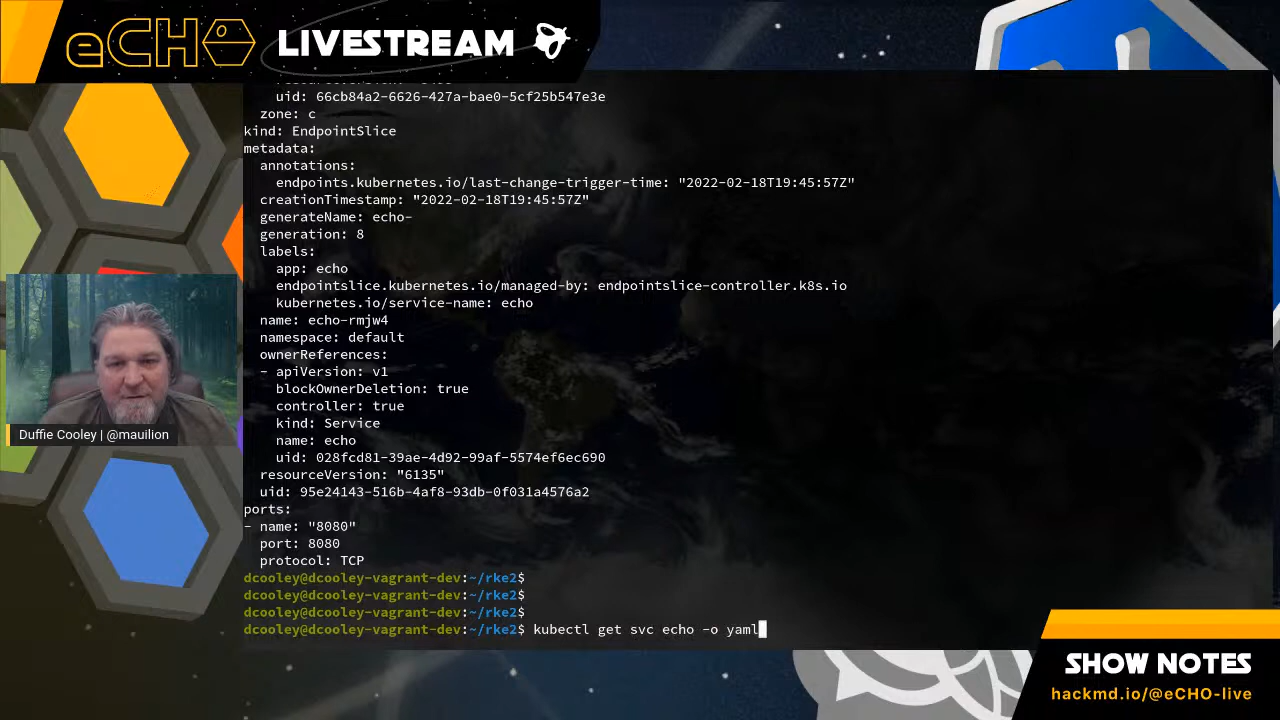 eCHO LIVESTREAM
uid: 66cb84a2-6626-427a-bae0-5cf25b547e3e
zone: c
kind: EndpointSlice
metadata:
annotations:
endpoints.kubernetes.io/last-change-trigger-time: "2022-02-18T19:45:57Z"
creationTimestamp: "2022-02-18T19:45:57Z"
generateName: echo-
generation: 8
labels:
app: echo
endpointslice.kubernetes.io/managed-by: endpointslice-controller.k8s.io
kubernetes.io/service-name: echo
name: echo-rmjw4
namespace: default
ownerReferences:
- apiVersion: v1
blockOwnerDeletion: true
controller: true
kind: Service
name: echo
uid: 028fcd81-39ae-4d92-99af-5574ef6ec690
resourceVersion: "6135"
uid: 95e24143-516b-4af8-93db-0f031a4576a2
ports:
- name: "8080"
port: 8080
protocol: TCP
dcooley@dcooley-vagrant-dev:~/rke2$
dcooley@dcooley-vagrant-dev:~/rke2$
dcooley@dcooley-vagrant-dev:~/rke2$
dcooley@dcooley-vagrant-dev:~/rke2$ kubectl get svc echo -o yaml
Duffie Cooley | @mauilion
SHOW NOTES
hackmd.io/@eCHO-live